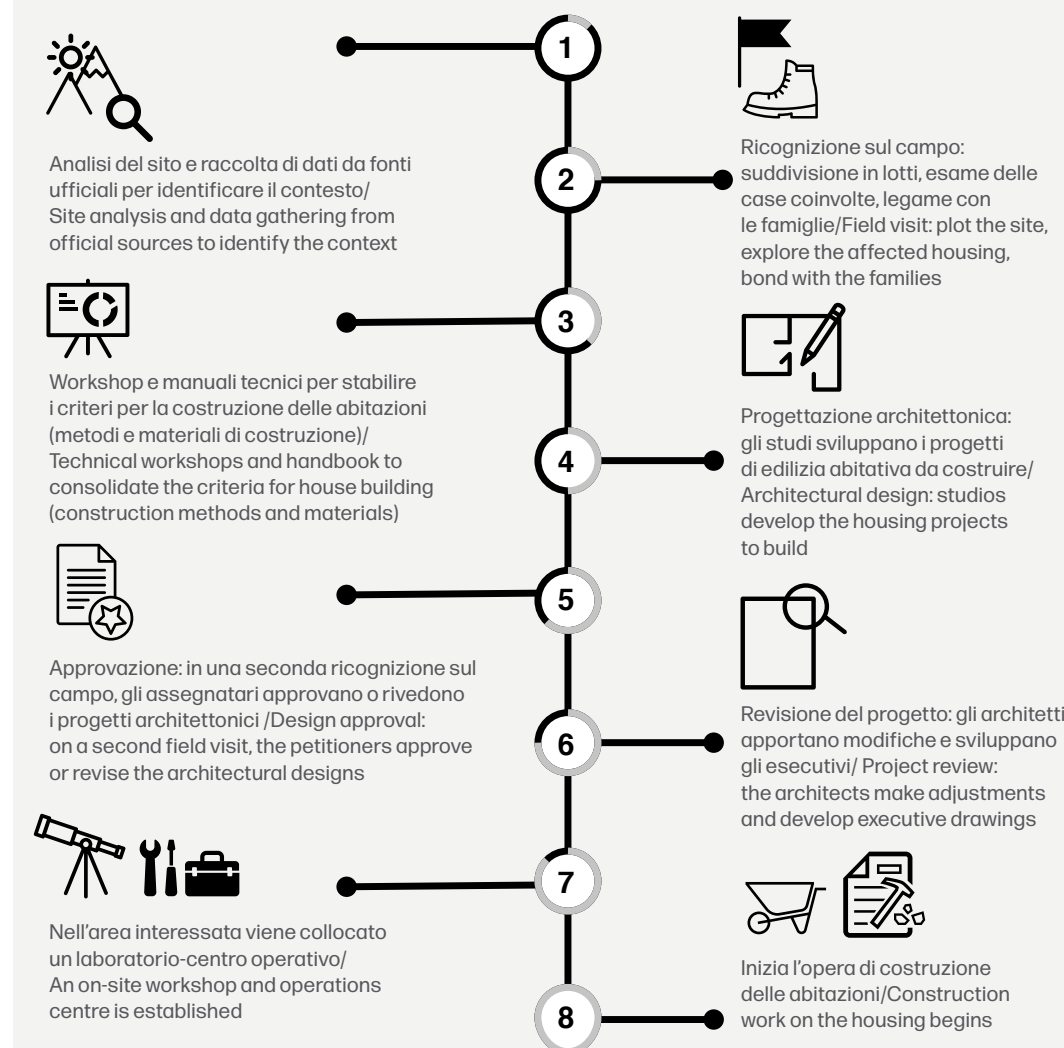 1
Analisi del sito e raccolta di dati da fonti
ufficiali per identificare il contesto/
Site analysis and data gathering from
official sources to identify the context
2
Ricognizione sul campo:
suddivisione in lotti, esame delle
case coinvolte, legame con
le famiglie/Field visit: plot the site,
explore the affected housing,
bond with the families
3
Workshop e manuali tecnici per stabilire
i criteri per la costruzione delle abitazioni
(metodi e materiali di costruzione)/
Technical workshops and handbook to
consolidate the criteria for house building
(construction methods and materials)
4
Progettazione architettonica:
gli studi sviluppano i progetti
di edilizia abitativa da costruire/
Architectural design: studios
develop the housing projects
to build
5
Approvazione: in una seconda ricognizione sul
campo, gli assegnatari approvano o rivedono
i progetti architettonici /Design approval:
on a second field visit, the petitioners approve
or revise the architectural designs
6
Revisione del progetto: gli architetti
apportano modifiche e sviluppano
gli esecutivi/ Project review:
the architects make adjustments
and develop executive drawings
7
Nell'area interessata viene collocato
un laboratorio-centro operativo/
An on-site workshop and operations
centre is established
8
Inizia l'opera di costruzione
delle abitazioni/Construction
work on the housing begins